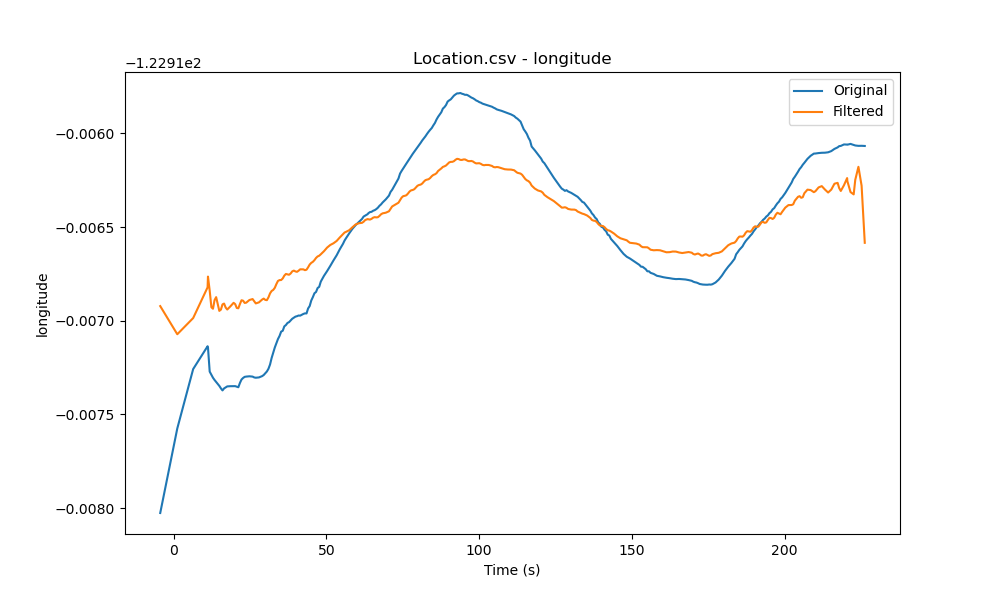 Location.csv - longitude
−1.2291e2
Original
Filtered
−0.0060
−0.0065
−0.0070
−0.0075
−0.0080
longitude
0 50 100 150 200
Time (s)